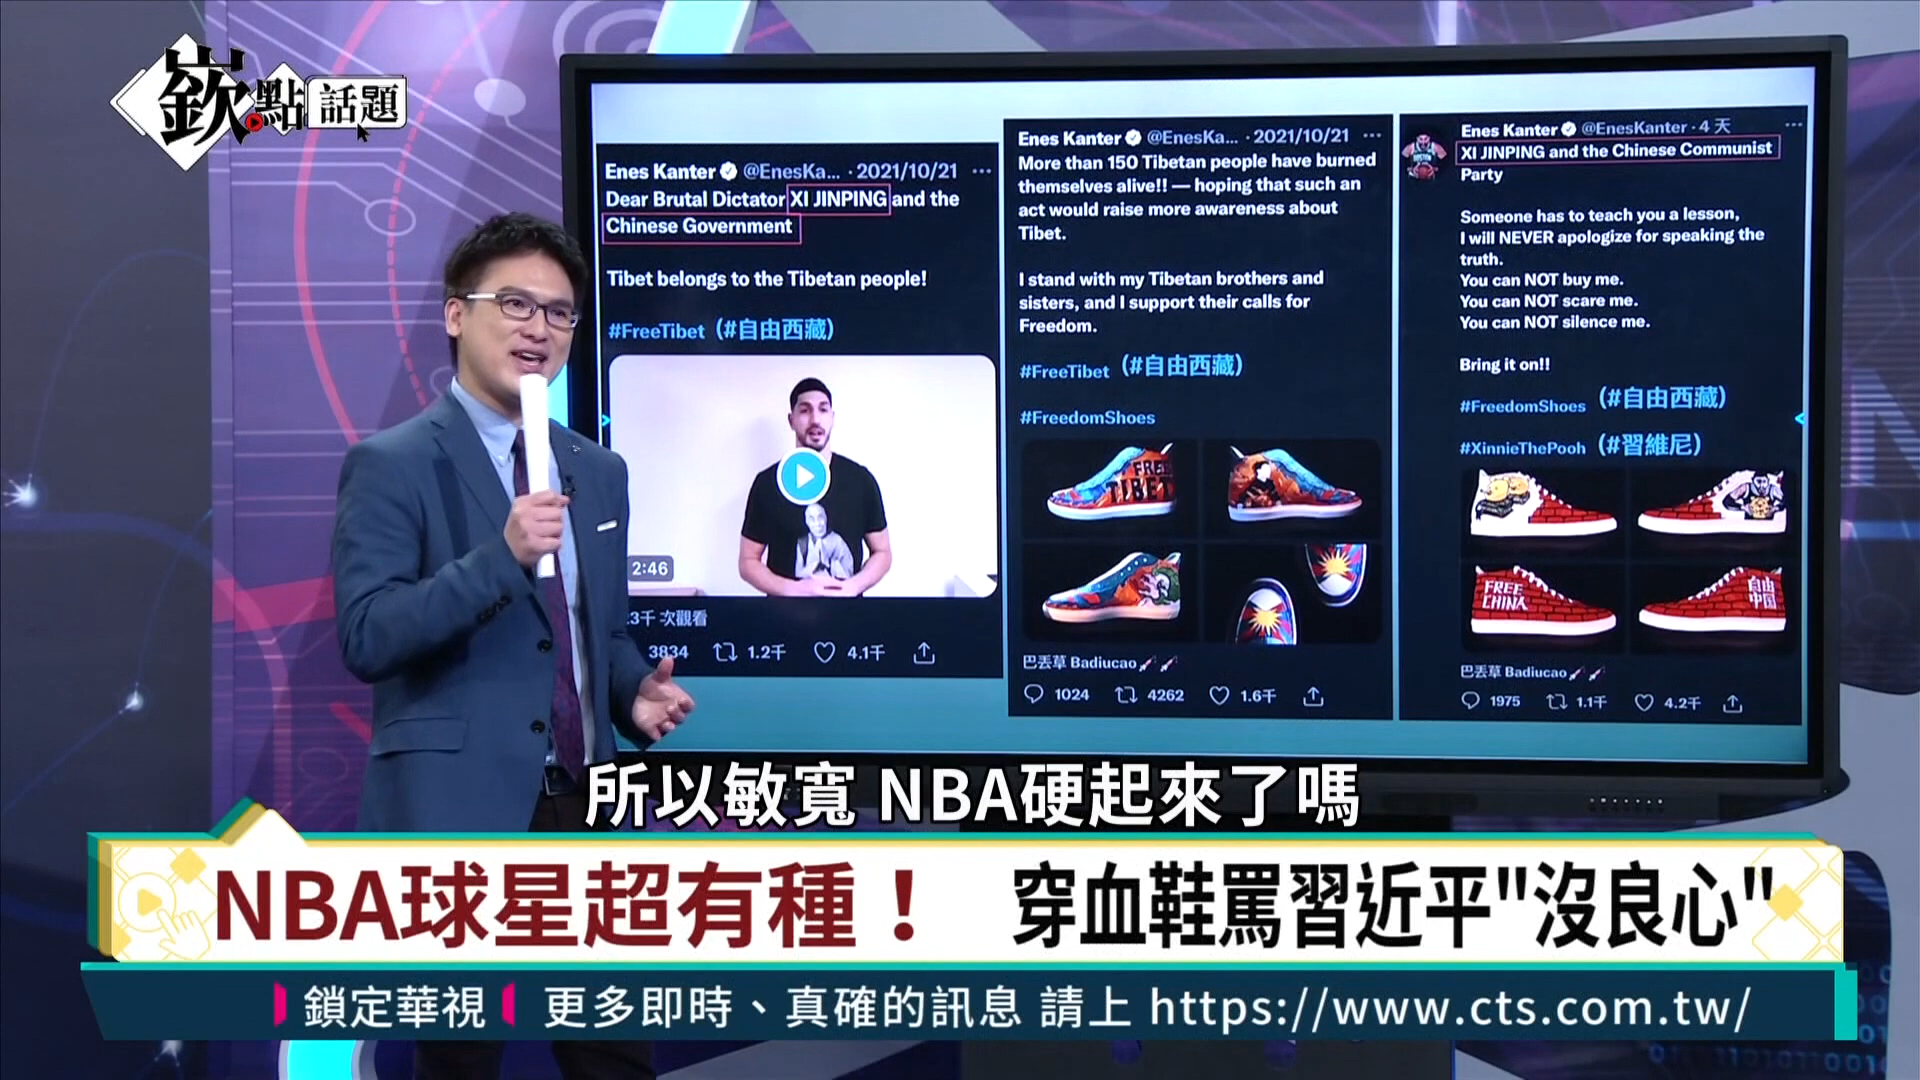 嶔點話題
Enes Kanter @EnesKa... · 2021/10/21 ...
Dear Brutal Dictator XI JINPING and the
Chinese Government
Tibet belongs to the Tibetan people!
#FreeTibet (#自由西藏)
2:46
.3千 次觀看
3834 1.2千 4.1千
Enes Kanter @EnesKa... · 2021/10/21 ...
More than 150 Tibetan people have burned
themselves alive!! — hoping that such an
act would raise more awareness about
Tibet.
I stand with my Tibetan brothers and
sisters, and I support their calls for
Freedom.
#FreeTibet (#自由西藏)
#FreedomShoes
FREE
TIBET
巴丟草 Badiucao
1024 4262 1.6千
Enes Kanter @EnesKanter · 4 天 ...
XI JINPING and the Chinese Communist
Party
Someone has to teach you a lesson,
I will NEVER apologize for speaking the
truth.
You can NOT buy me.
You can NOT scare me.
You can NOT silence me.
Bring it on!!
#FreedomShoes (#自由西藏)
#XinnieThePooh (#習維尼)
FREE
CHINA
自由
中国
巴丟草 Badiucao
1975 1.1千 4.2千
所以敏寬 NBA硬起來了嗎
NBA球星超有種！ 穿血鞋罵習近平"沒良心"
鎖定華視 更多即時、真確的訊息 請上 https://www.cts.com.tw/